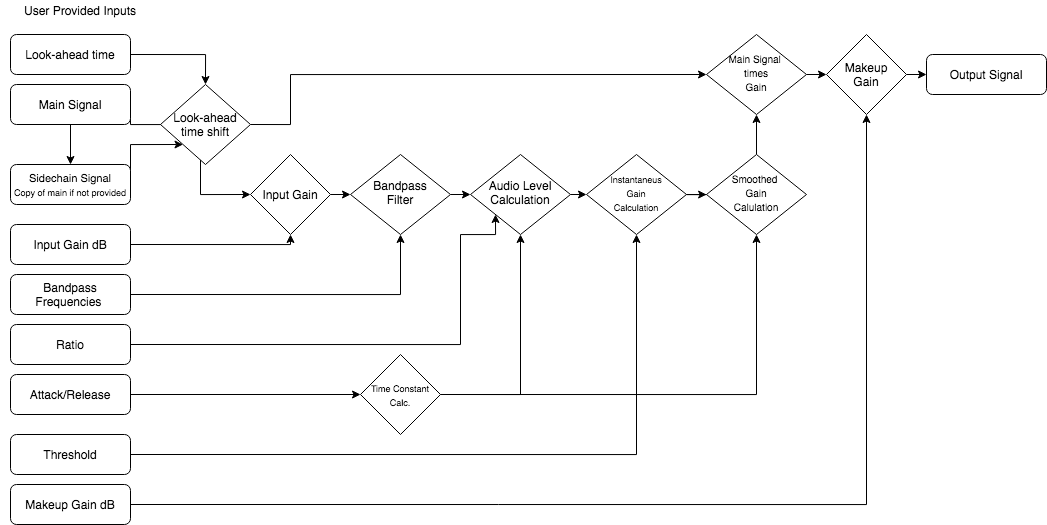 User Provided Inputs
Look-ahead time
Main Signal
Sidechain Signal
Copy of main if not provided
Input Gain dB
Bandpass
Frequencies
Ratio
Attack/Release
Threshold
Makeup Gain dB
Look-ahead
time shift
Input Gain
Bandpass
Filter
Audio Level
Calculation
Instantaneus
Gain
Calculation
Smoothed
Gain
Calulation
Time Constant
Calc.
Main Signal
times
Gain
Makeup
Gain
Output Signal